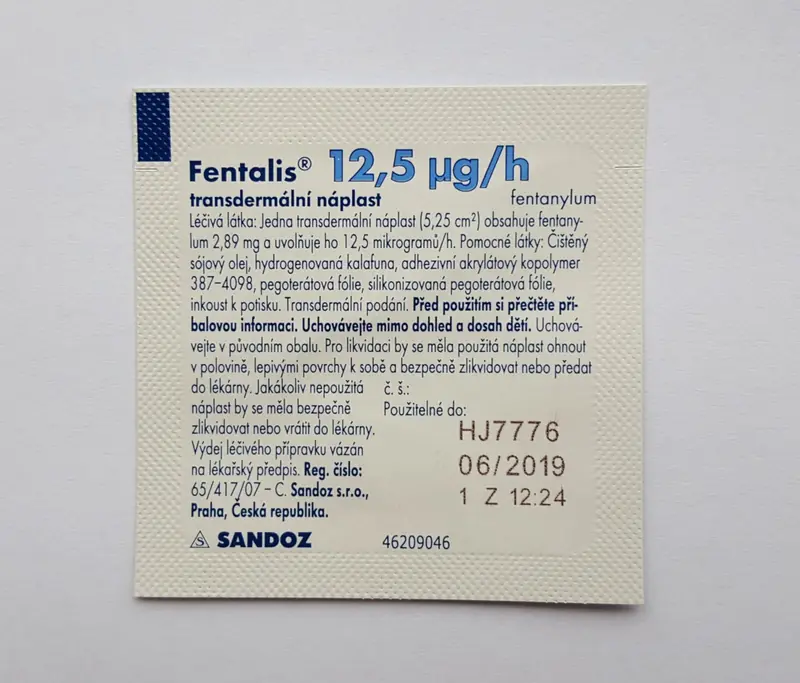 Fentalis® 12,5 µg/h
transdermální náplast fentanylum
Léčivá látka: Jedna transdermální náplast (5,25 cm²) obsahuje fentany-
lum 2,89 mg a uvolňuje ho 12,5 mikrogramů/h. Pomocné látky: Čištěný
sójový olej, hydrogenovaná kalafuna, adhezivní akrylátový kopolymer
387–4098, pegoterátová fólie, silikonizovaná pegoterátová fólie,
inkoust k potisku. Transdermální podání. Před použitím si přečtěte pří-
balovou informaci. Uchovávejte mimo dohled a dosah dětí. Uchová-
vejte v původním obalu. Pro likvidaci by se měla použitá náplast ohnout
v polovině, lepivými povrchy k sobě a bezpečně zlikvidovat nebo předat
do lékárny. Jakákoliv nepoužitá
náplast by se měla bezpečně
zlikvidovat nebo vrátit do lékárny.
Výdej léčivého přípravku vázán
na lékařský předpis. Reg. číslo:
65/417/07 – C. Sandoz s.r.o.,
Praha, Česká republika.
č. š.:
Použitelné do:
HJ7776
06/2019
1 Z 12:24
S SANDOZ 46209046